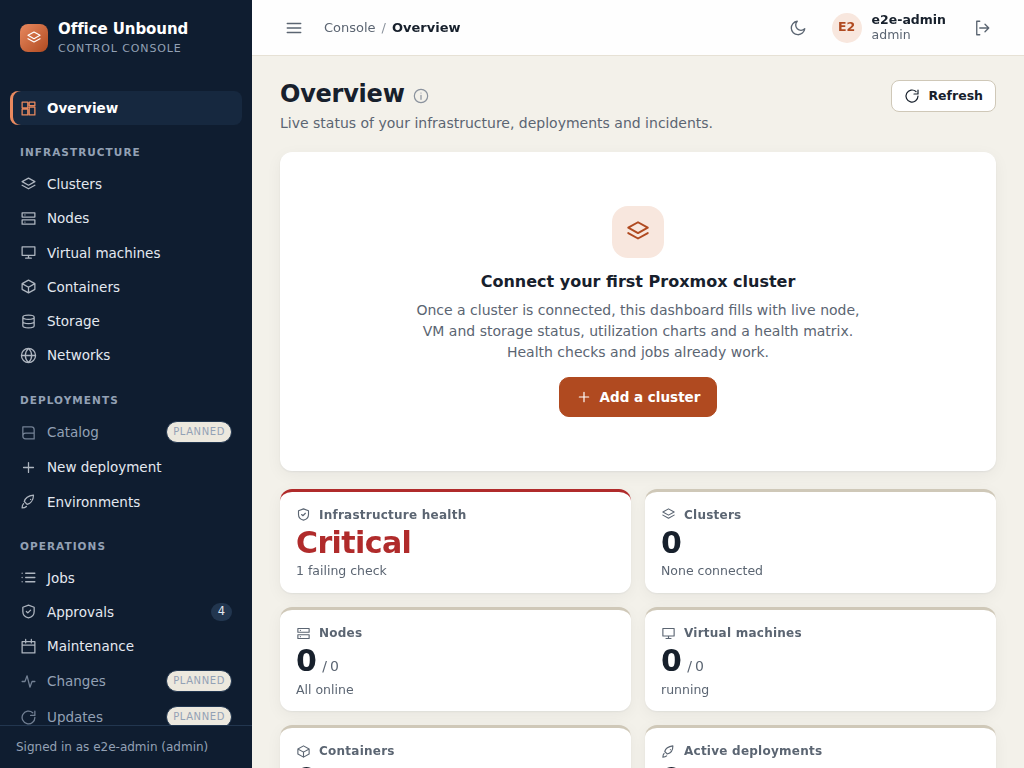 Office Unbound
CONTROL CONSOLE
Overview
INFRASTRUCTURE
Clusters
Nodes
Virtual machines
Containers
Storage
Networks
DEPLOYMENTS
Catalog PLANNED
New deployment
Environments
OPERATIONS
Jobs
Approvals 4
Maintenance
Changes PLANNED
Updates PLANNED
Signed in as e2e-admin (admin)
Console / Overview
E2 e2e-admin
admin
Overview
Refresh
Live status of your infrastructure, deployments and incidents.
Connect your first Proxmox cluster
Once a cluster is connected, this dashboard fills with live node,
VM and storage status, utilization charts and a health matrix.
Health checks and jobs already work.
Add a cluster
Infrastructure health
Critical
1 failing check
Clusters
0
None connected
Nodes
0 / 0
All online
Virtual machines
0 / 0
running
Containers
Active deployments